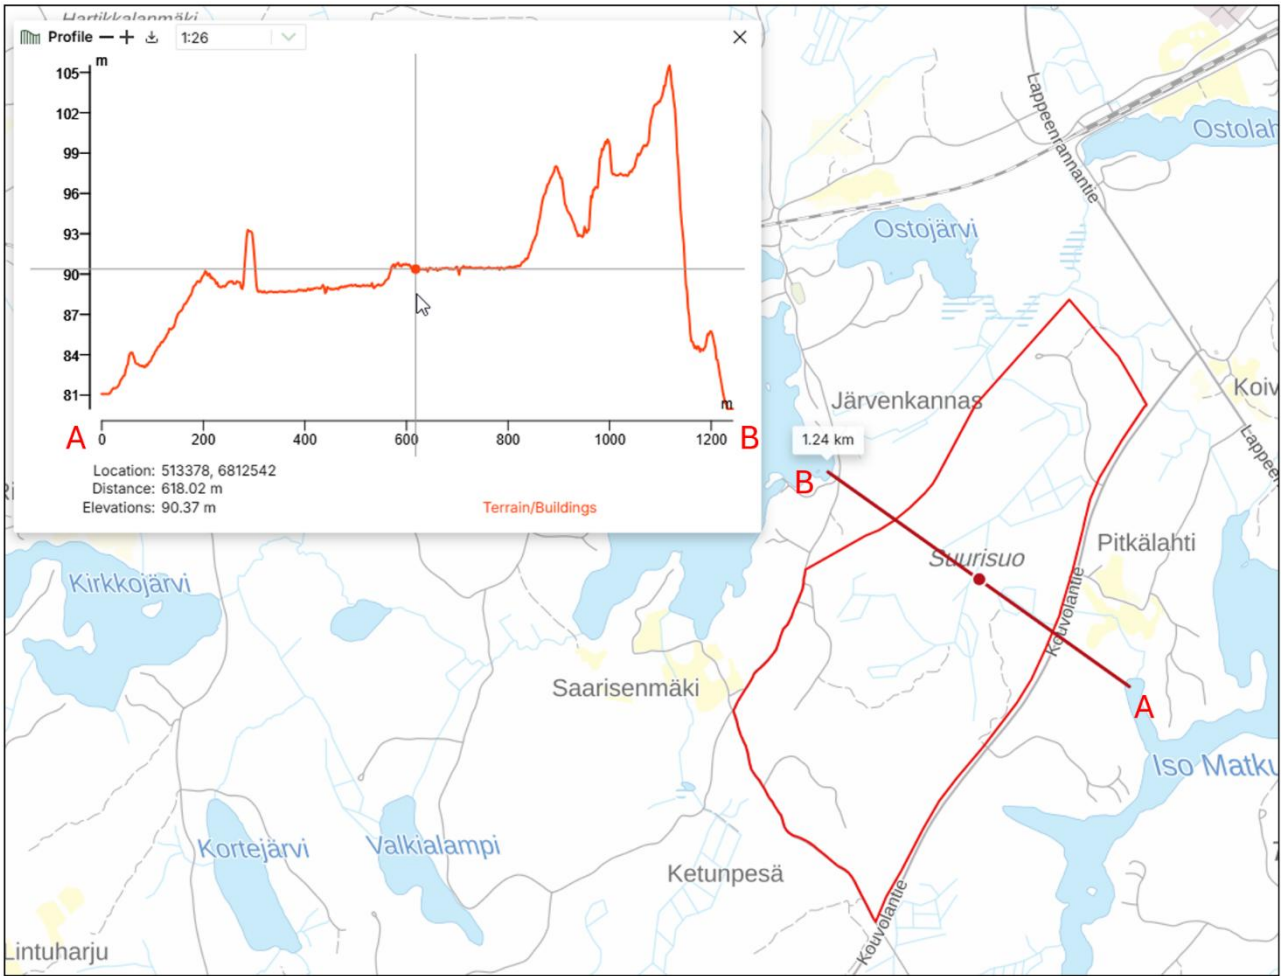 Hartikkalanmäki
Profile
1:26
m
105
102
99
96
93
90
87
84
81
m
A
0
200
400
600
800
1000
1200
B
Location: 513378, 6812542
Distance: 618.02 m
Elevations: 90.37 m
Terrain/Buildings
Lappeenrannantie
Ostolah
Ostojärvi
Järvenkannas
Koiv
Lappeen
1.24 km
B
Suurisuo
Pitkälahti
Kouvolantie
Kirkkojärvi
Saarisenmäki
A
Iso Matku
Kortejärvi
Valkialampi
Ketunpesä
Kouvolantie
Lintuharju